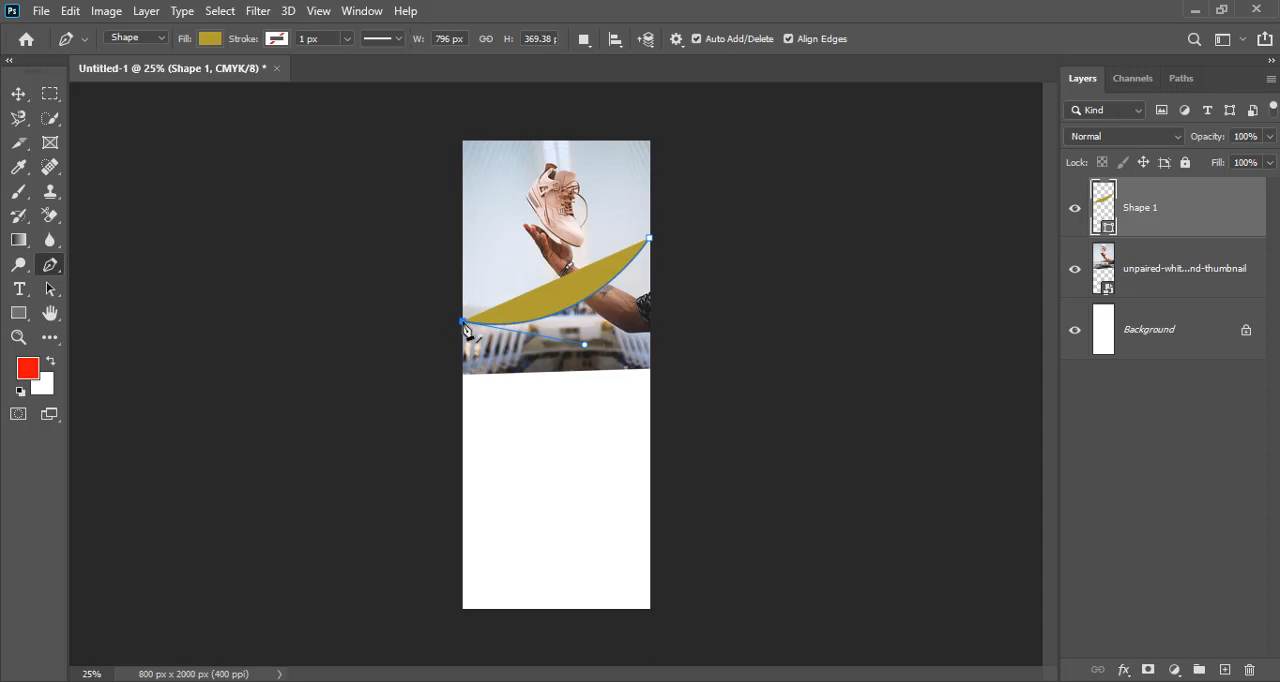 Ps File Edit Image Layer Type Select Filter 3D View Window Help
Shape Fill: Stroke: 1 px W: 796 px H: 369.38 p Auto Add/Delete Align Edges
Untitled-1 @ 25% (Shape 1, CMYK/8) * ×
Layers Channels Paths
Kind
Normal Opacity: 100%
Lock: Fill: 100%
Shape 1
unpaired-whit...nd-thumbnail
Background
25% 800 px x 2000 px (400 ppi)